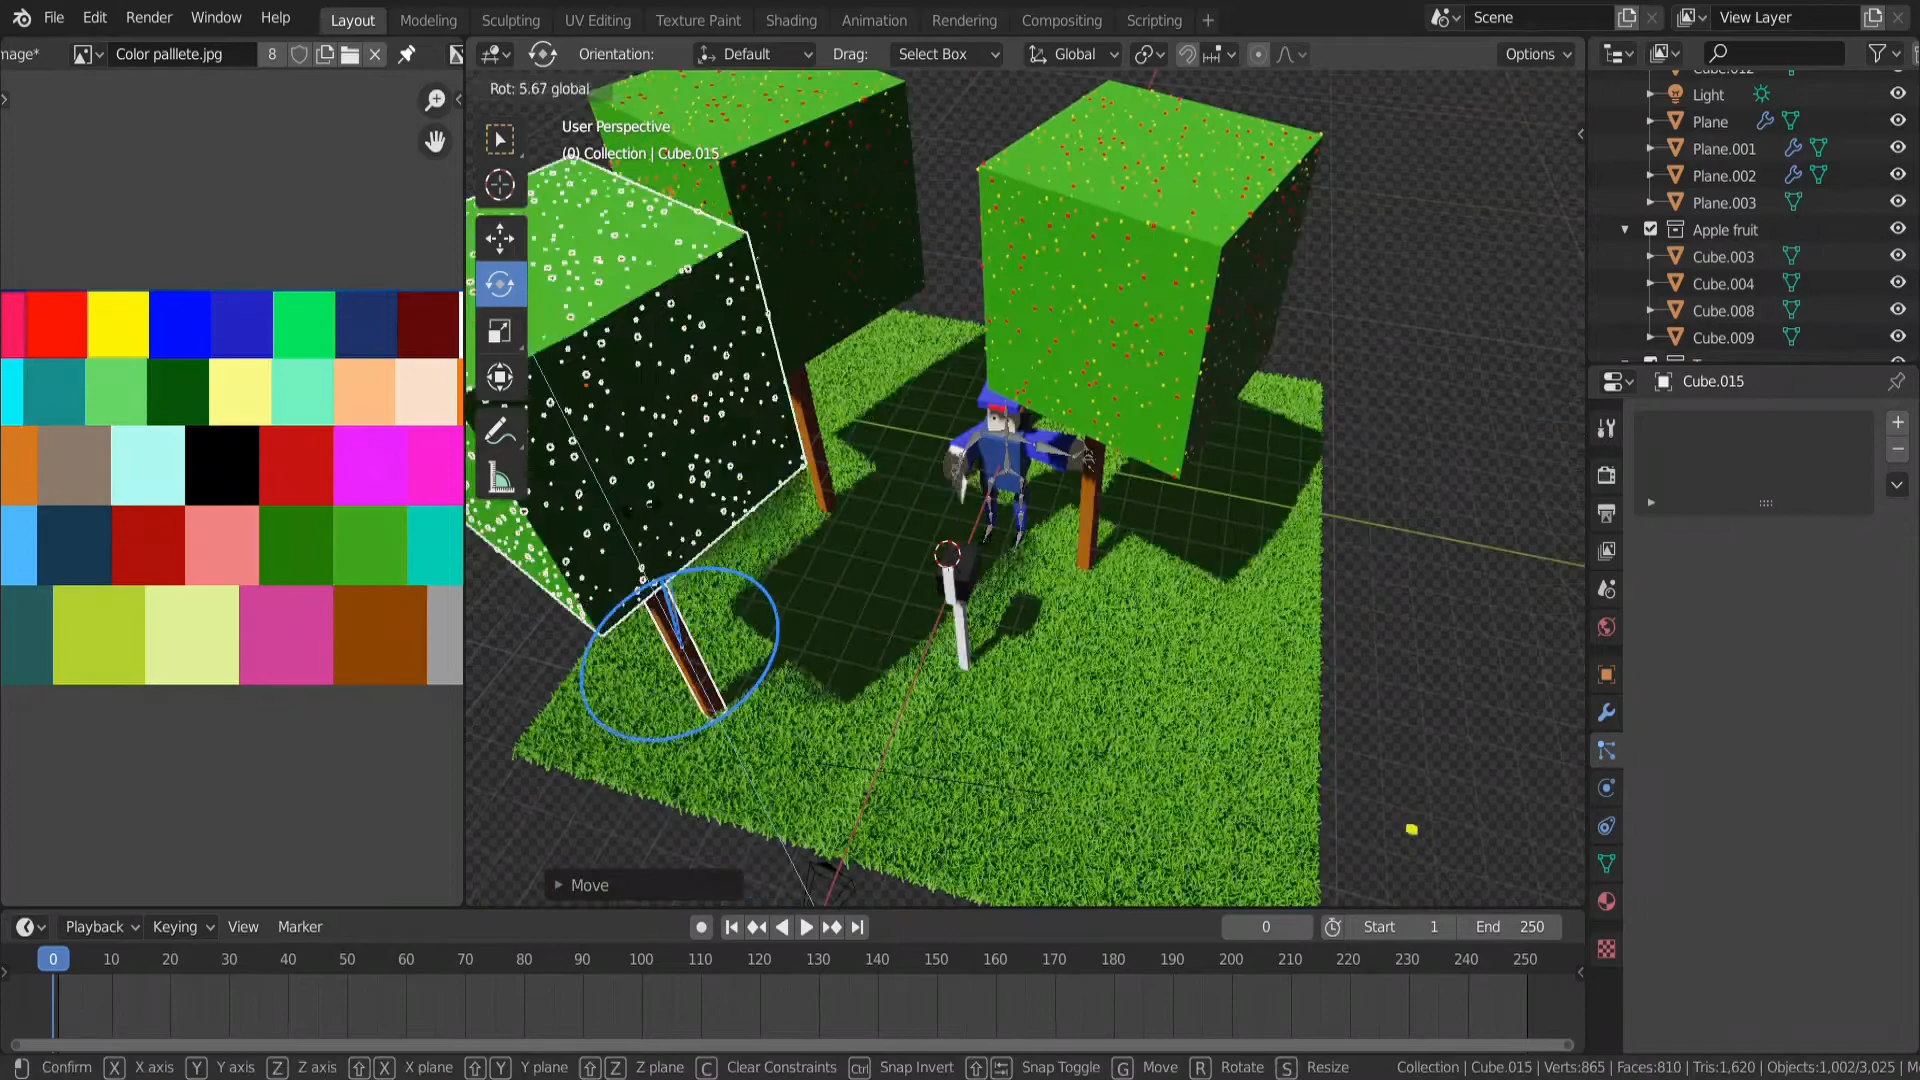 File Edit Render Window Help
Layout Modeling Sculpting UV Editing Texture Paint Shading Animation Rendering Compositing Scripting +
Scene
View Layer
mage*
Color palllete.jpg
8
Orientation:
Default
Drag:
Select Box
Global
Options
Rot: 5.67 global
User Perspective
(0) Collection | Cube.015
Light
Plane
Plane.001
Plane.002
Plane.003
Apple fruit
Cube.003
Cube.004
Cube.008
Cube.009
Cube.015
Move
Playback
Keying
View
Marker
0
Start 1
End 250
0 10 20 30 40 50 60 70 80 90 100 110 120 130 140 150 160 170 180 190 200 210 220 230 240 250
Confirm X X axis Y Y axis Z Z axis X X plane Y Y plane Z Z plane C Clear Constraints Ctrl Snap Invert Snap Toggle G Move R Rotate S Resize
Collection | Cube.015 | Verts:865 | Faces:810 | Tris:1,620 | Objects:1,002/3,025 | M